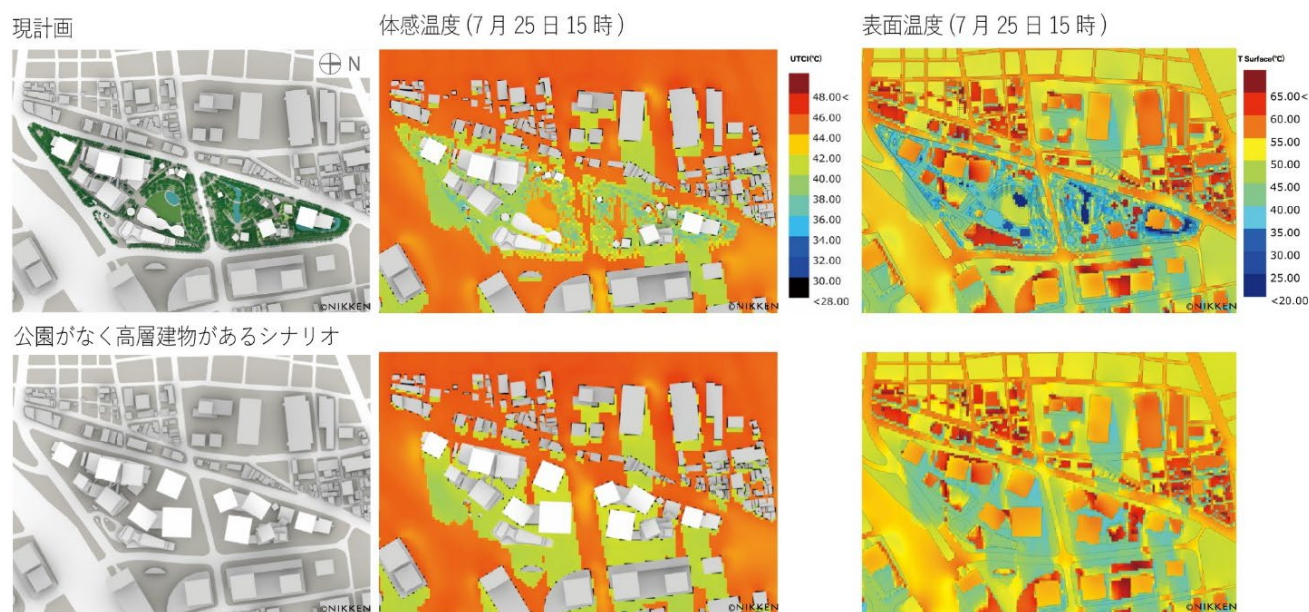 現計画
体感温度 (7 月 25 日 15 時 )
表面温度 (7 月 25 日 15 時 )
N
UTCI(°C)
48.00<
46.00
44.00
42.00
40.00
38.00
36.00
34.00
32.00
30.00
<28.00
T Surface(°C)
65.00<
60.00
55.00
50.00
45.00
40.00
35.00
30.00
25.00
<20.00
©NIKKEN
©NIKKEN
©NIKKEN
公園がなく高層建物があるシナリオ
©NIKKEN
©NIKKEN
©NIKKEN